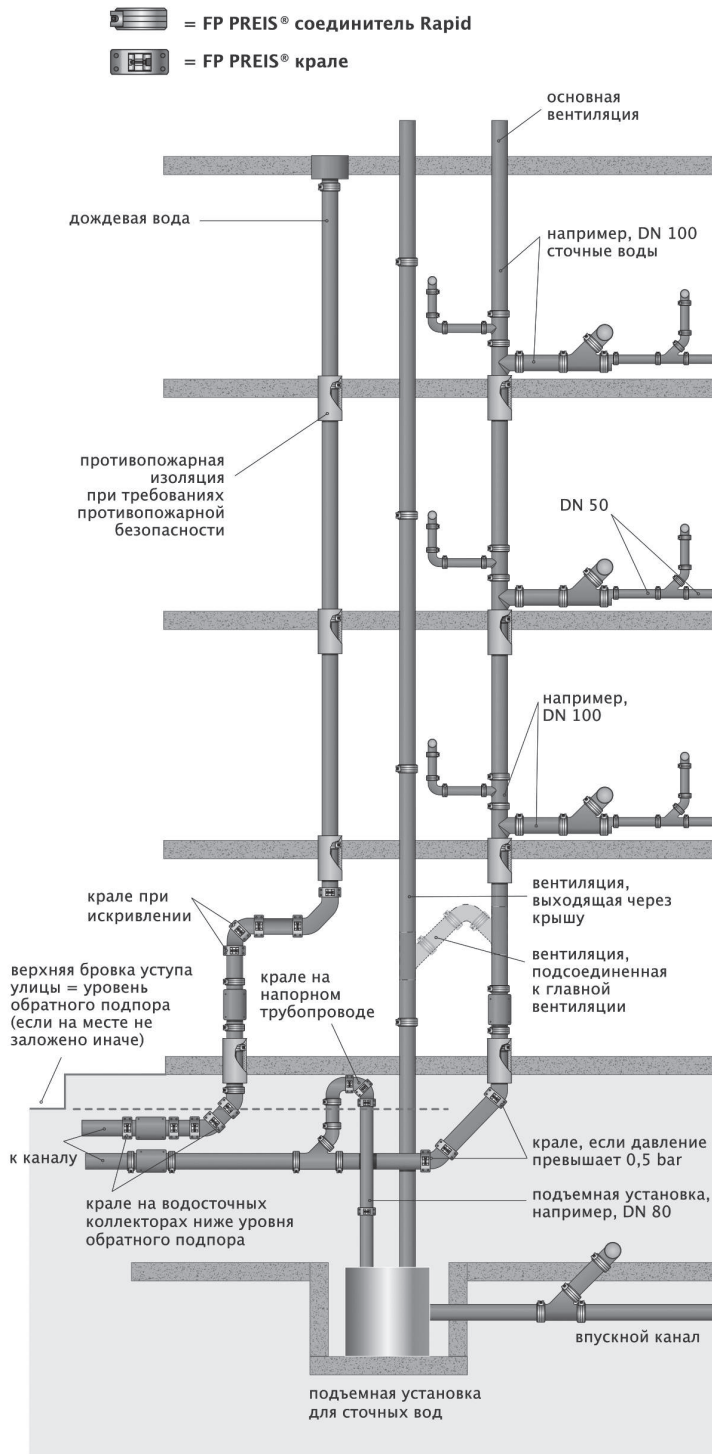 = FP PREIS® соединитель Rapid
= FP PREIS® крале
основная
вентиляция
дождевая вода
например, DN 100
сточные воды
противопожарная
изоляция
при требованиях
противопожарной
безопасности
DN 50
например,
DN 100
крале при
искривлении
вентиляция,
выходящая через
крышу
верхняя бровка уступа
улицы = уровень
обратного подпора
(если на месте не
заложено иначе)
крале на
напорном
трубопроводе
вентиляция,
подсоединенная
к главной
вентиляции
к каналу
крале, если давление
превышает 0,5 bar
крале на водосточных
коллекторах ниже уровня
обратного подпора
подъемная установка,
например, DN 80
впускной канал
подъемная установка
для сточных вод